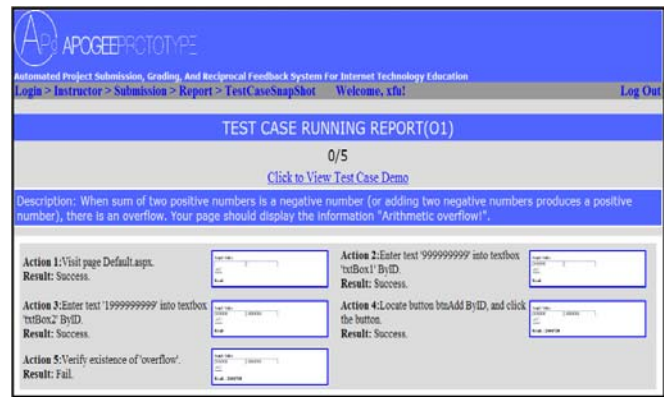 APo APOGEEPROTOTYPE
Automated Project Submission, Grading, And Reciprocal Feedback System For Internet Technology Education
Login > Instructor > Submission > Report > TestCaseSnapShot Welcome, xfu! Log Out
TEST CASE RUNNING REPORT(O1)
0/5
Click to View Test Case Demo
Description: When sum of two positive numbers is a negative number (or adding two negative numbers produces a positive
number), there is an overflow. Your page should display the information "Arithmetic overflow!".
Action 1:Visit page Default.aspx.
Result: Success.
Action 2:Enter text '999999999' into textbox
'txtBox1' ByID.
Result: Success.
Action 3:Enter text '1999999999' into textbox
'txtBox2' ByID.
Result: Success.
Action 4:Locate button btnAdd ByID, and click
the button.
Result: Success.
Action 5:Verify existence of 'overflow'.
Result: Fail.